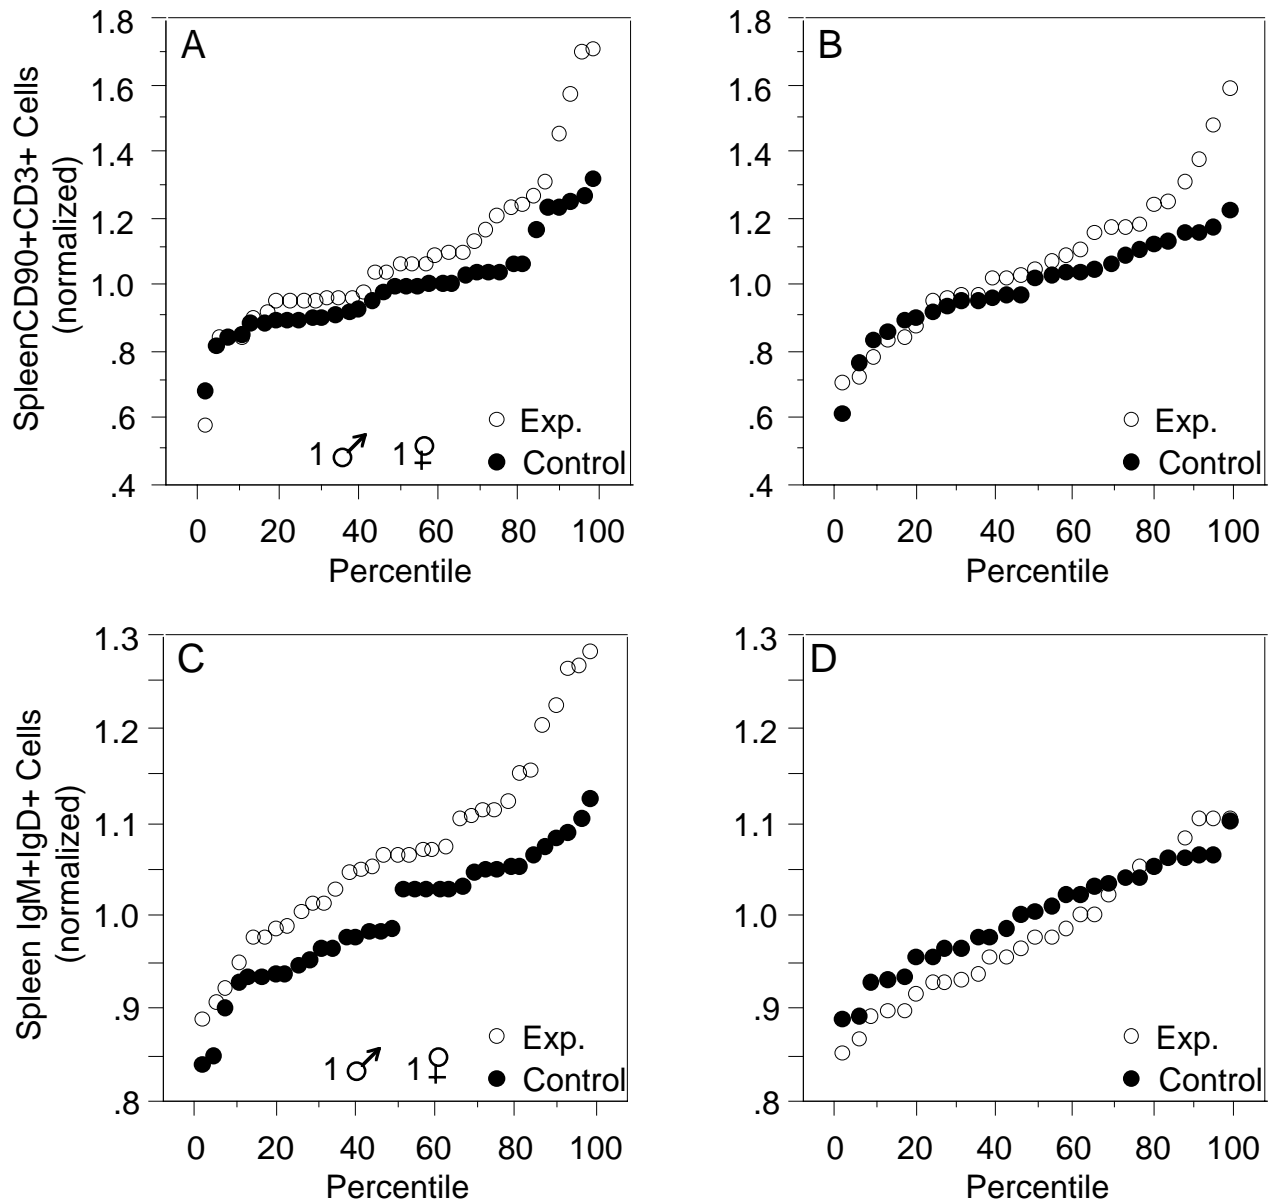 A
SpleenCD90+CD3+ Cells
(normalized)
1.8
1.6
1.4
1.2
1.0
.8
.6
.4
1♂ 1♀
Exp.
Control
0 20 40 60 80 100
Percentile
B
1.8
1.6
1.4
1.2
1.0
.8
.6
.4
Exp.
Control
0 20 40 60 80 100
Percentile
C
Spleen IgM+IgD+ Cells
(normalized)
1.3
1.2
1.1
1.0
.9
.8
1♂ 1♀
Exp.
Control
0 20 40 60 80 100
Percentile
D
1.3
1.2
1.1
1.0
.9
.8
Exp.
Control
0 20 40 60 80 100
Percentile